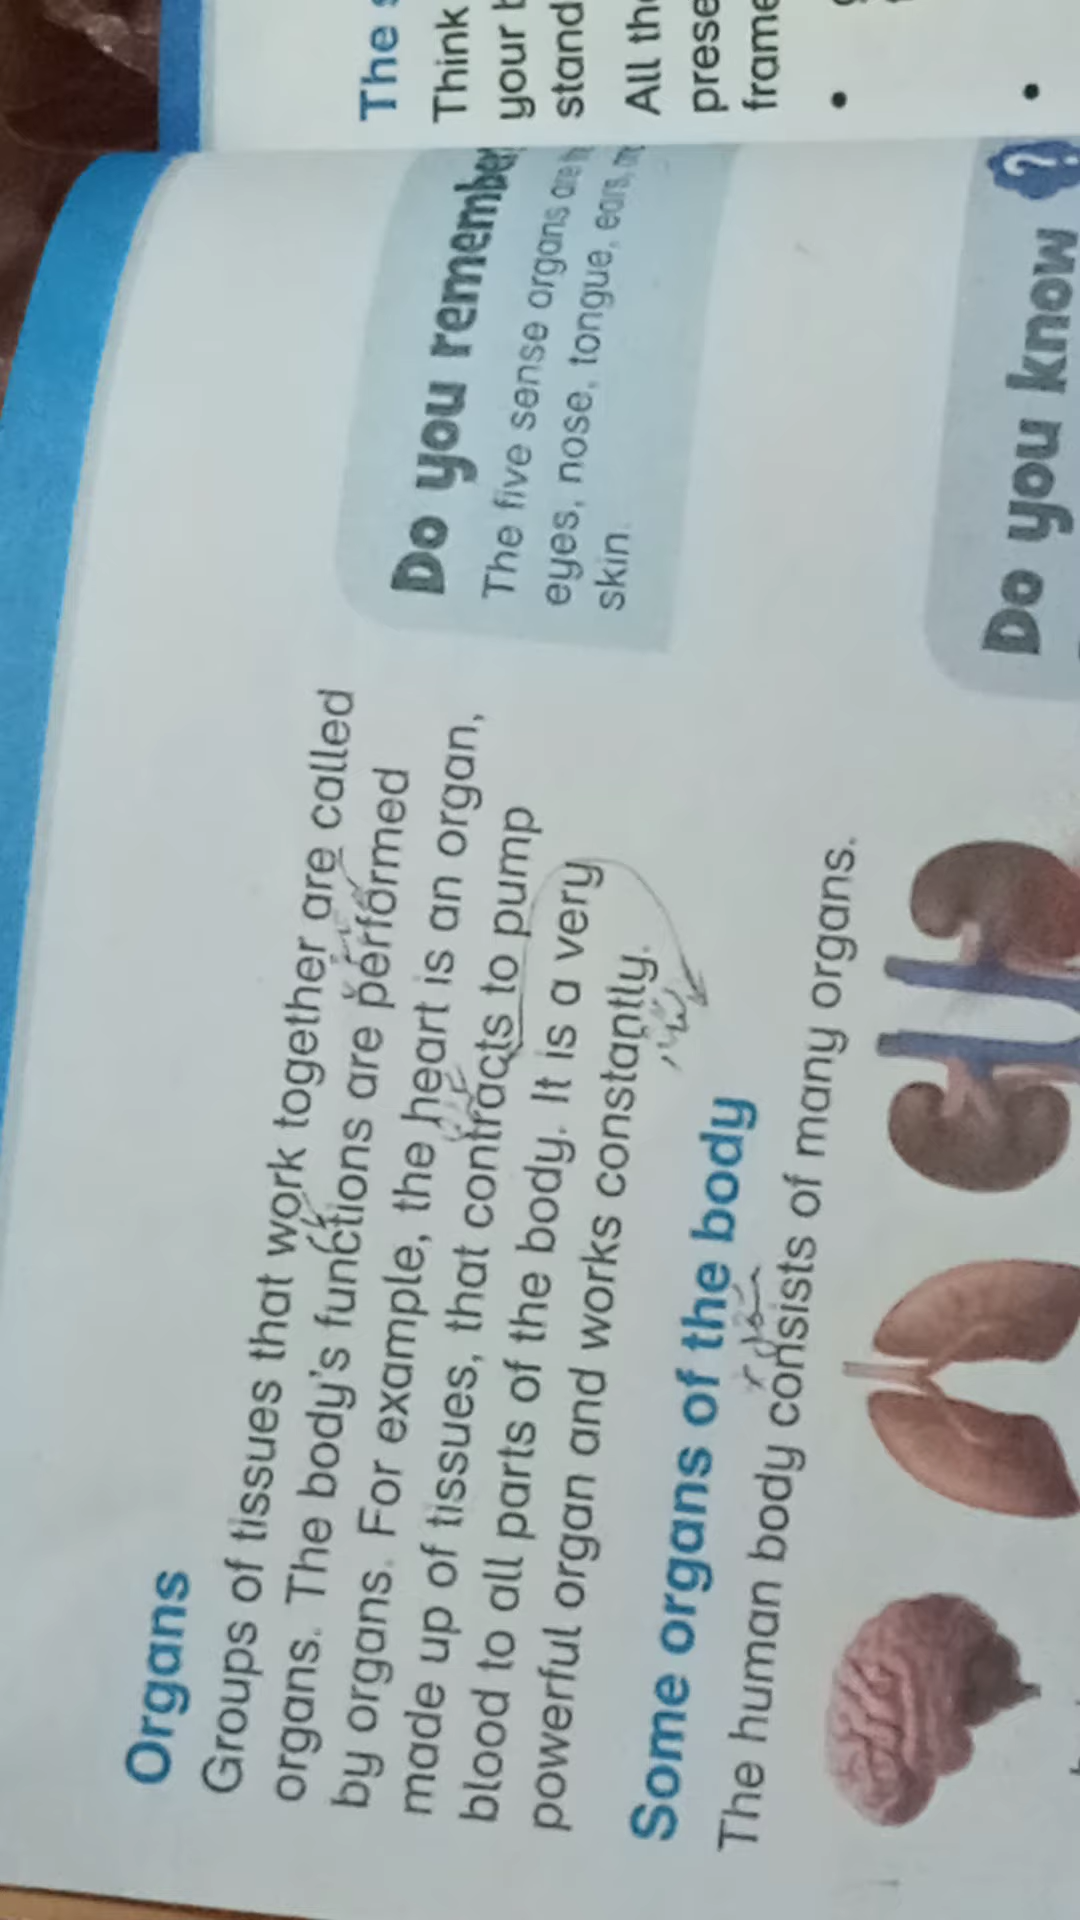 Organs
Groups of tissues that work together are called
organs. The body's functions are performed
by organs. For example, the heart is an organ,
made up of tissues, that contracts to pump
blood to all parts of the body. It is a very
powerful organ and works constantly.
Do you remember
The five sense organs are
eyes, nose, tongue, ears,
skin.
Some organs of the body
The human body consists of many organs.
Do you know ?
The
Think
your
stand
All
frame